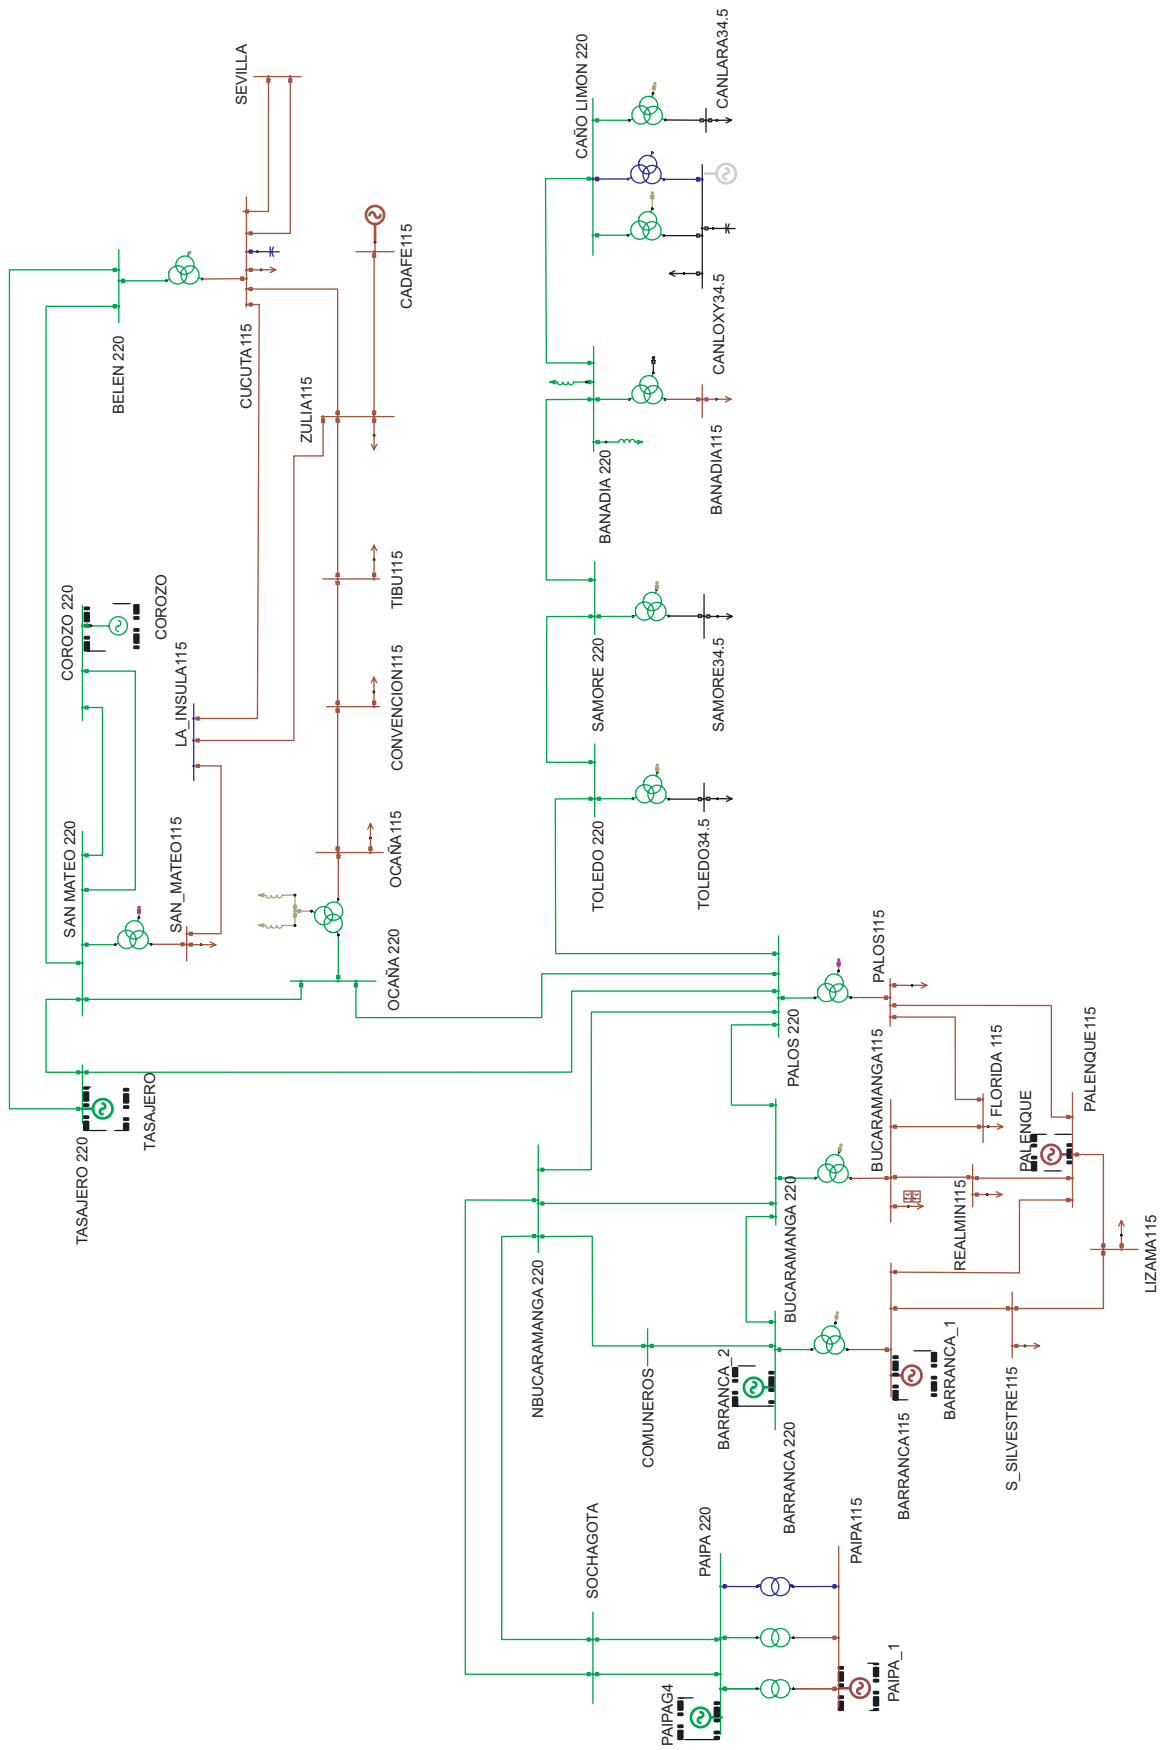 SEVILLA
CAÑO LIMON 220
CANLARA34.5
BELEN 220
CUCUTA115
CADAFE115
CANLOXY34.5
ZULIA115
BANADIA 220
BANADIA115
COROZO 220
COROZO
TIBU115
LA_INSULA115
CONVENCION115
SAMORE 220
SAMORE34.5
SAN MATEO 220
SAN_MATEO115
OCAÑA115
TOLEDO 220
TOLEDO34.5
OCAÑA 220
PALOS 220
PALOS115
TASAJERO 220
TASAJERO
BUCARAMANGA115
FLORIDA 115
PALENQUE
PALENQUE115
NBUCARAMANGA 220
BUCARAMANGA 220
REALMIN115
LIZAMA115
COMUNEROS
BARRANCA_2
BARRANCA 220
BARRANCA115
BARRANCA_1
S_SILVESTRE115
SOCHAGOTA
PAIPA 220
PAIPA115
PAIPAG4
PAIPA_1